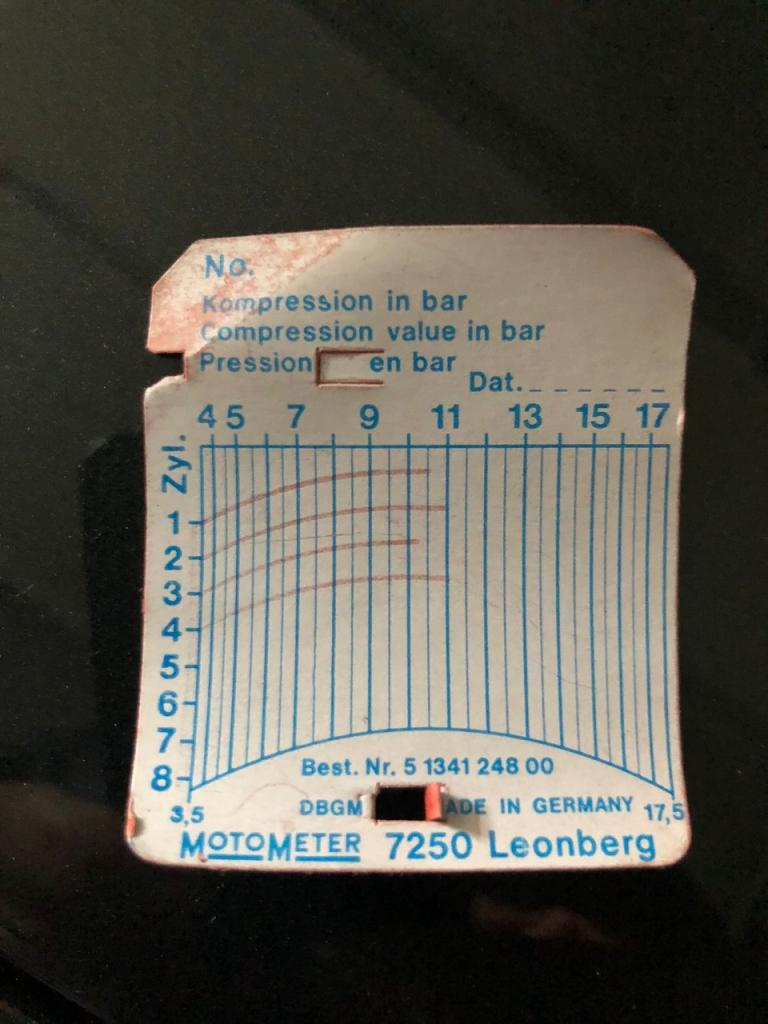 No.
Kompression in bar
Compression value in bar
Pression en bar
Dat._ _ _ _ _ _
4 5 7 9 11 13 15 17
Zyl.
1
2
3
4
5
6
7
8
Best. Nr. 5 1341 248 00
3,5 DBGM ADE IN GERMANY 17,5
MOTOMETER 7250 Leonberg